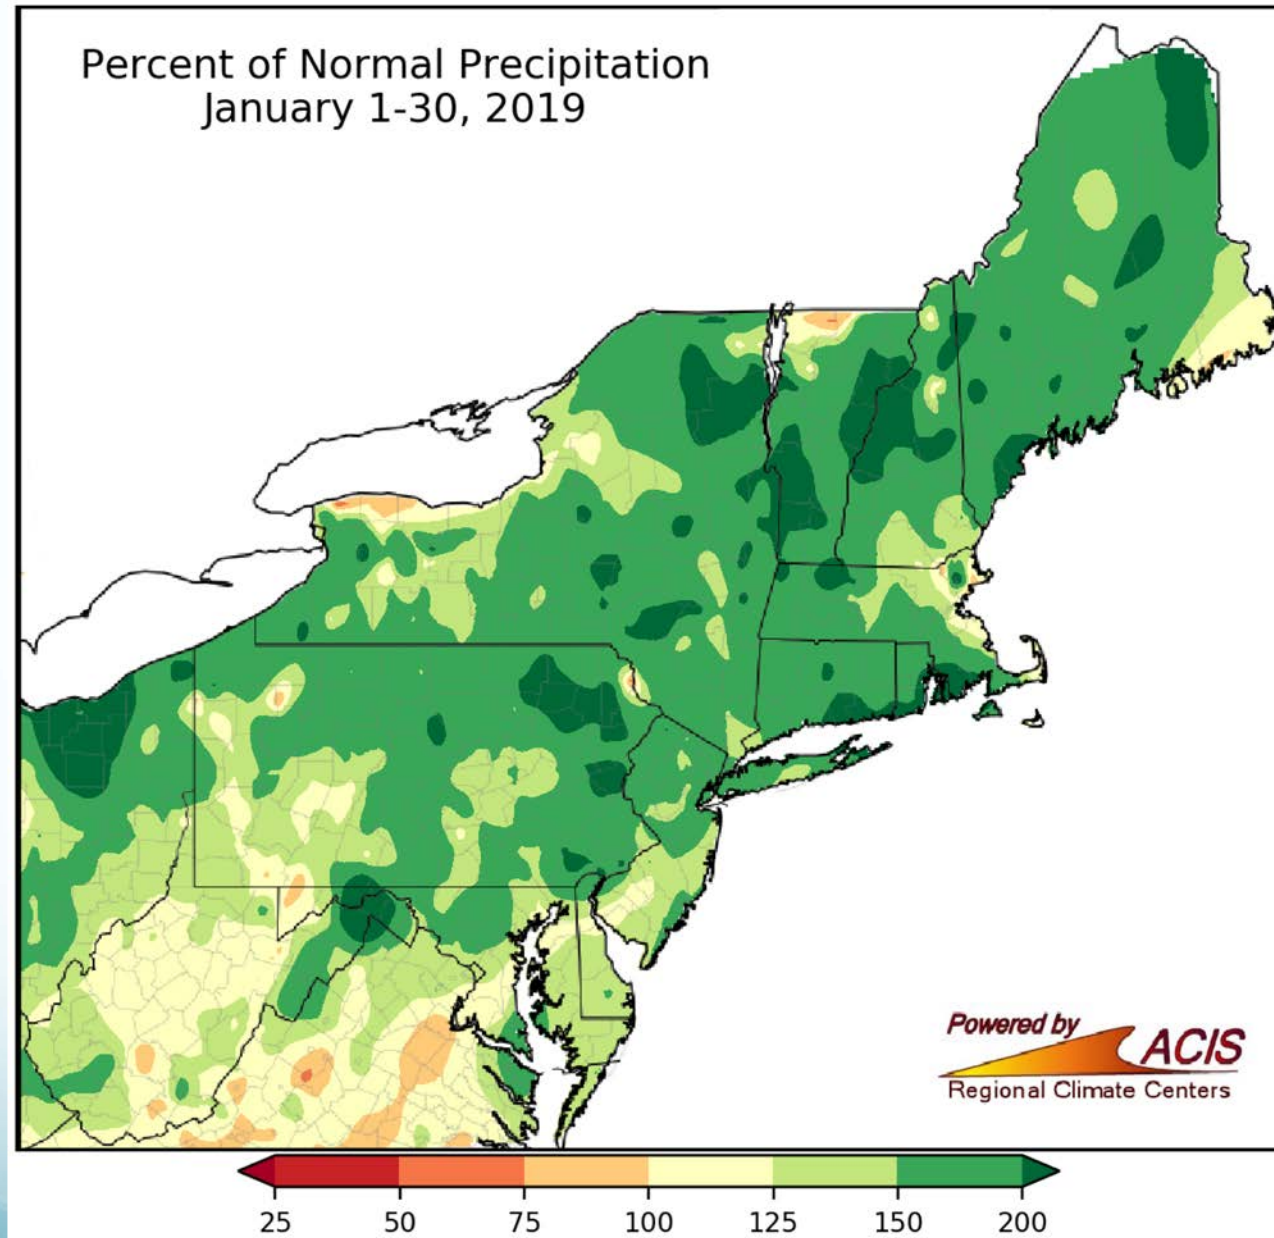 Percent of Normal Precipitation
January 1-30, 2019
Powered by
ACIS
Regional Climate Centers
25 50 75 100 125 150 200